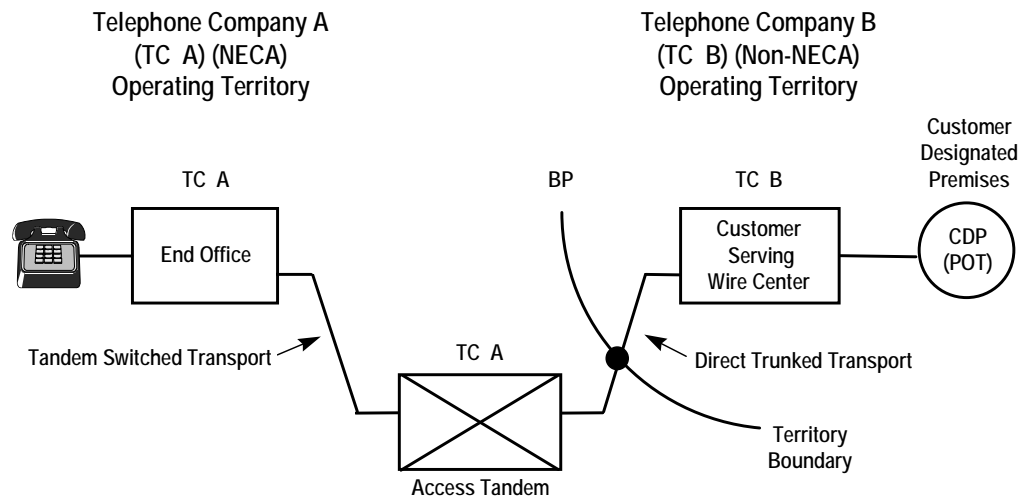 Telephone Company A
(TC A) (NECA)
Operating Territory
Telephone Company B
(TC B) (Non-NECA)
Operating Territory
Customer
Designated
Premises
TC A
BP
TC B
End Office
Customer
Serving
Wire Center
CDP
(POT)
Tandem Switched Transport
TC A
Direct Trunked Transport
Territory
Boundary
Access Tandem